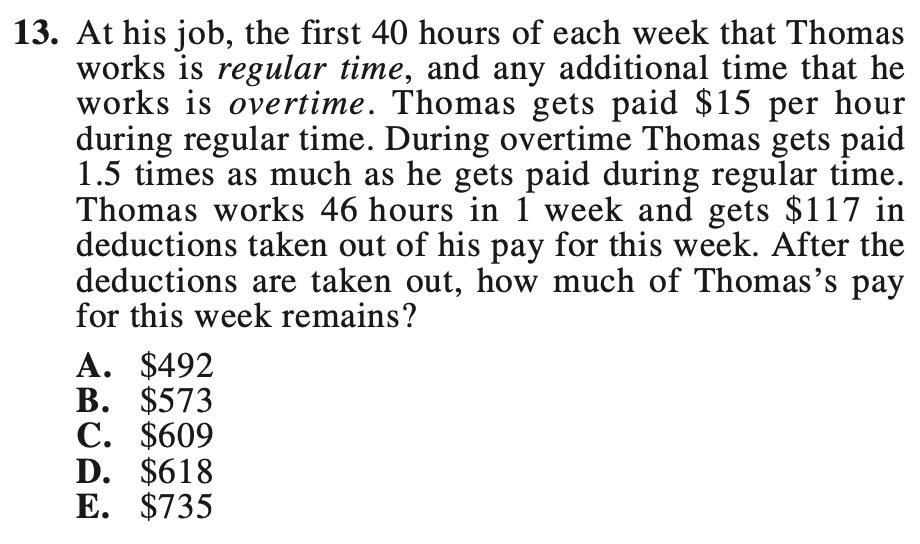 13. At his job, the first 40 hours of each week that Thomas
works is regular time, and any additional time that he
works is overtime. Thomas gets paid $15 per hour
during regular time. During overtime Thomas gets paid
1.5 times as much as he gets paid during regular time.
Thomas works 46 hours in 1 week and gets $117 in
deductions taken out of his pay for this week. After the
deductions are taken out, how much of Thomas’s pay
for this week remains?
A. $492
B. $573
C. $609
D. $618
E. $735